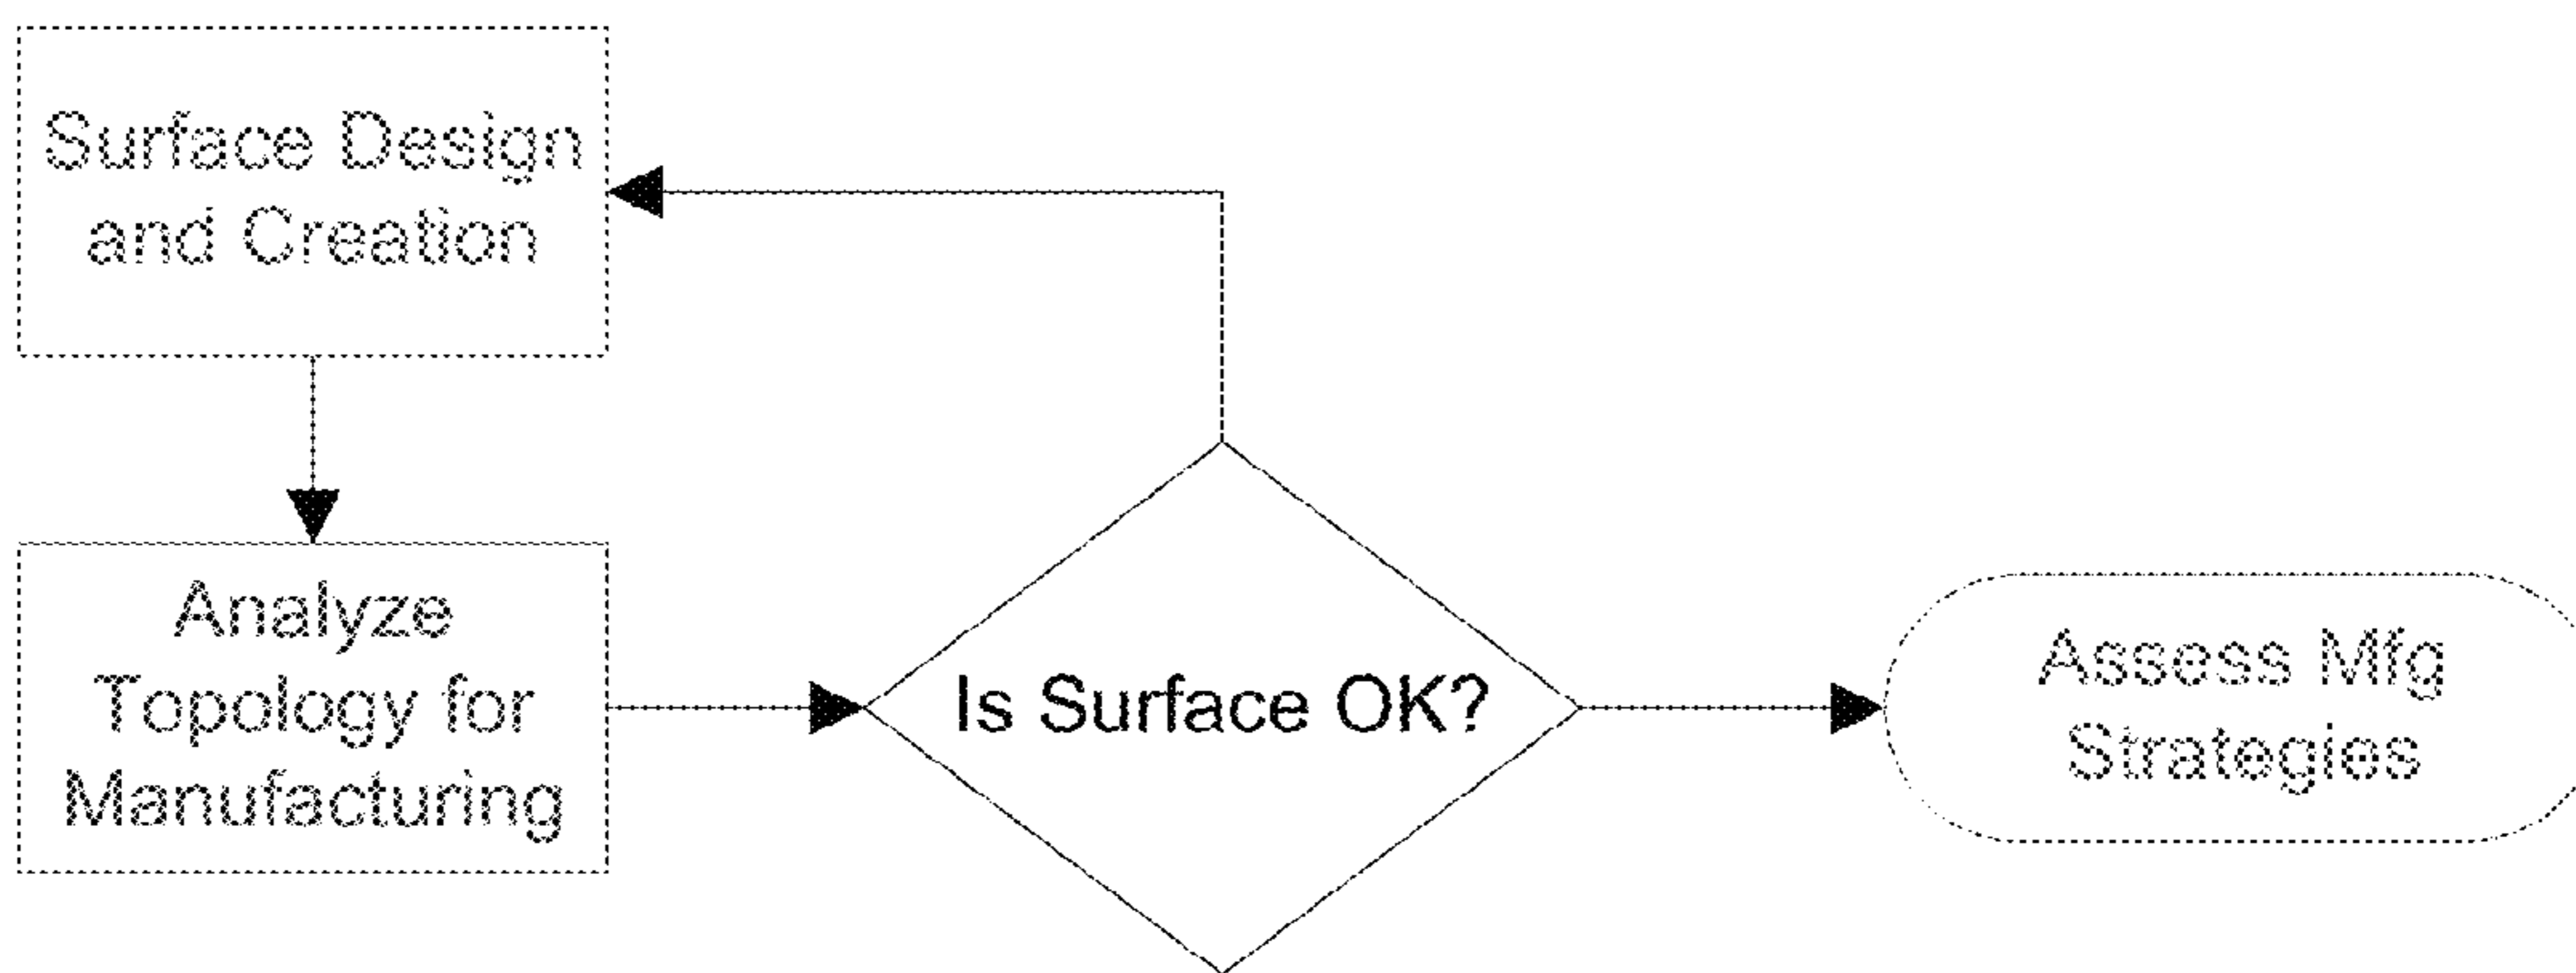 Surface Design
and Creation
Analyze
Topology for
Manufacturing
Is Surface OK?
Assess Mfg
Strategies